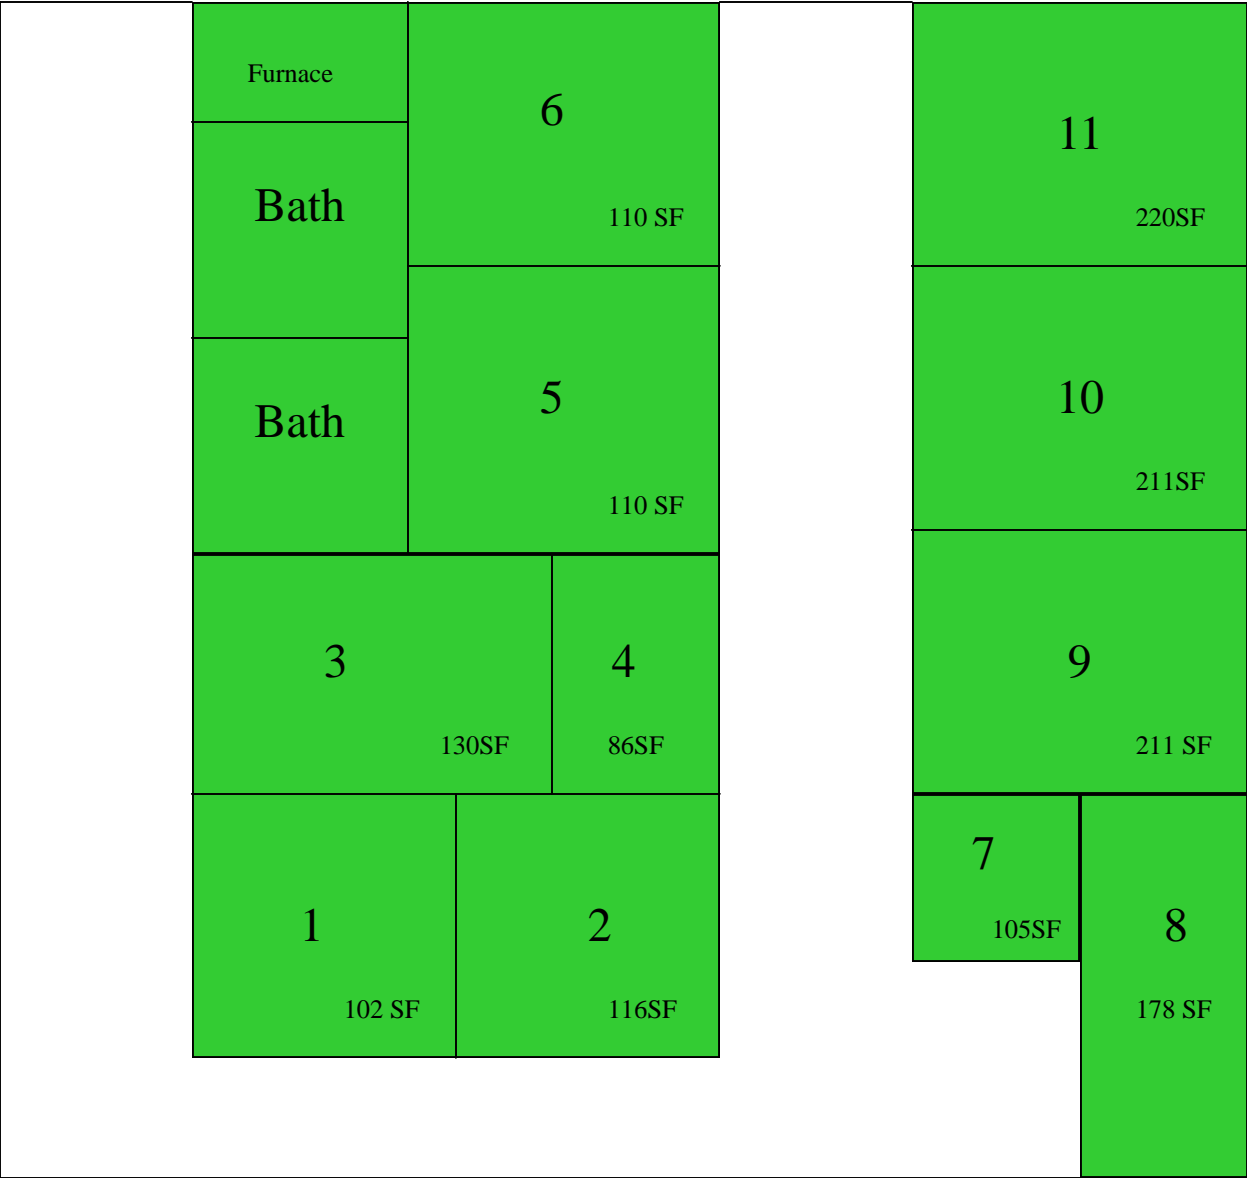 Furnace
6
110 SF
11
220SF
Bath
5
110 SF
10
211SF
Bath
3
130SF
4
86SF
9
211 SF
1
102 SF
2
116SF
7
105SF
8
178 SF